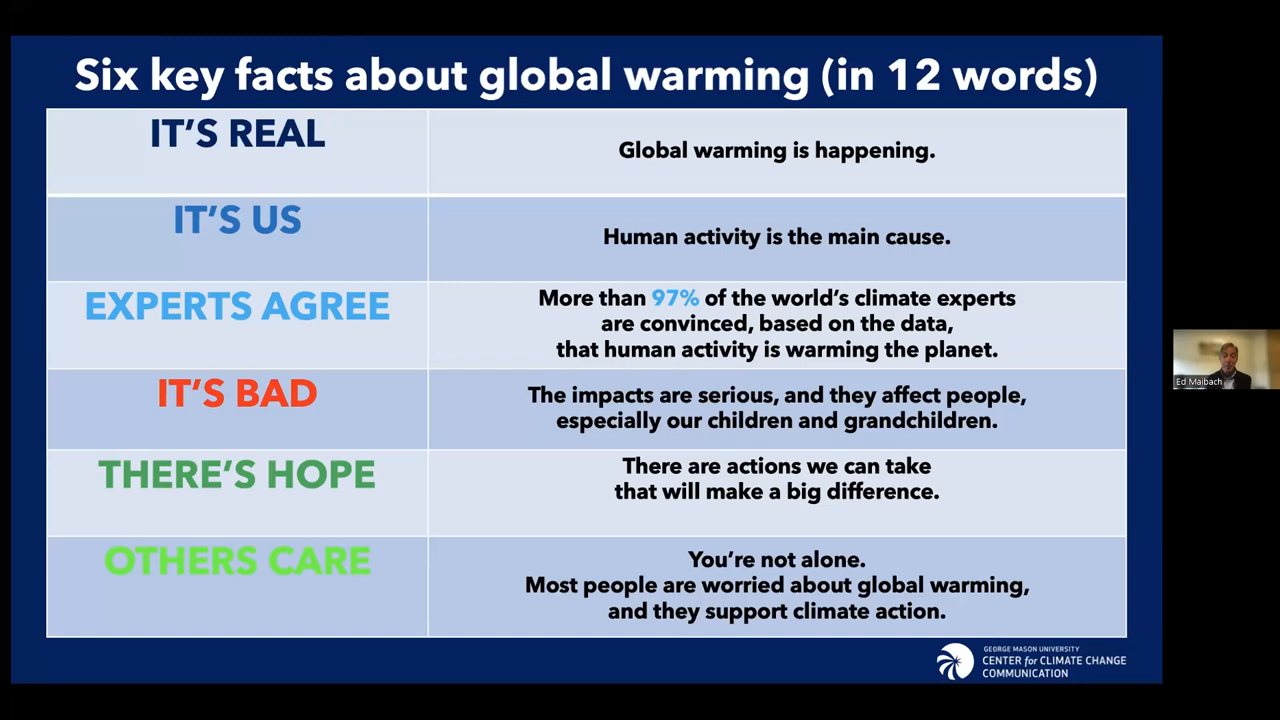 Six key facts about global warming (in 12 words)
IT'S REAL
Global warming is happening.
IT'S US
Human activity is the main cause.
EXPERTS AGREE
More than 97% of the world's climate experts
are convinced, based on the data,
that human activity is warming the planet.
IT'S BAD
The impacts are serious, and they affect people,
especially our children and grandchildren.
THERE'S HOPE
There are actions we can take
that will make a big difference.
OTHERS CARE
You're not alone.
Most people are worried about global warming,
and they support climate action.
Ed Maibach
GEORGE MASON UNIVERSITY
CENTER for CLIMATE CHANGE
COMMUNICATION